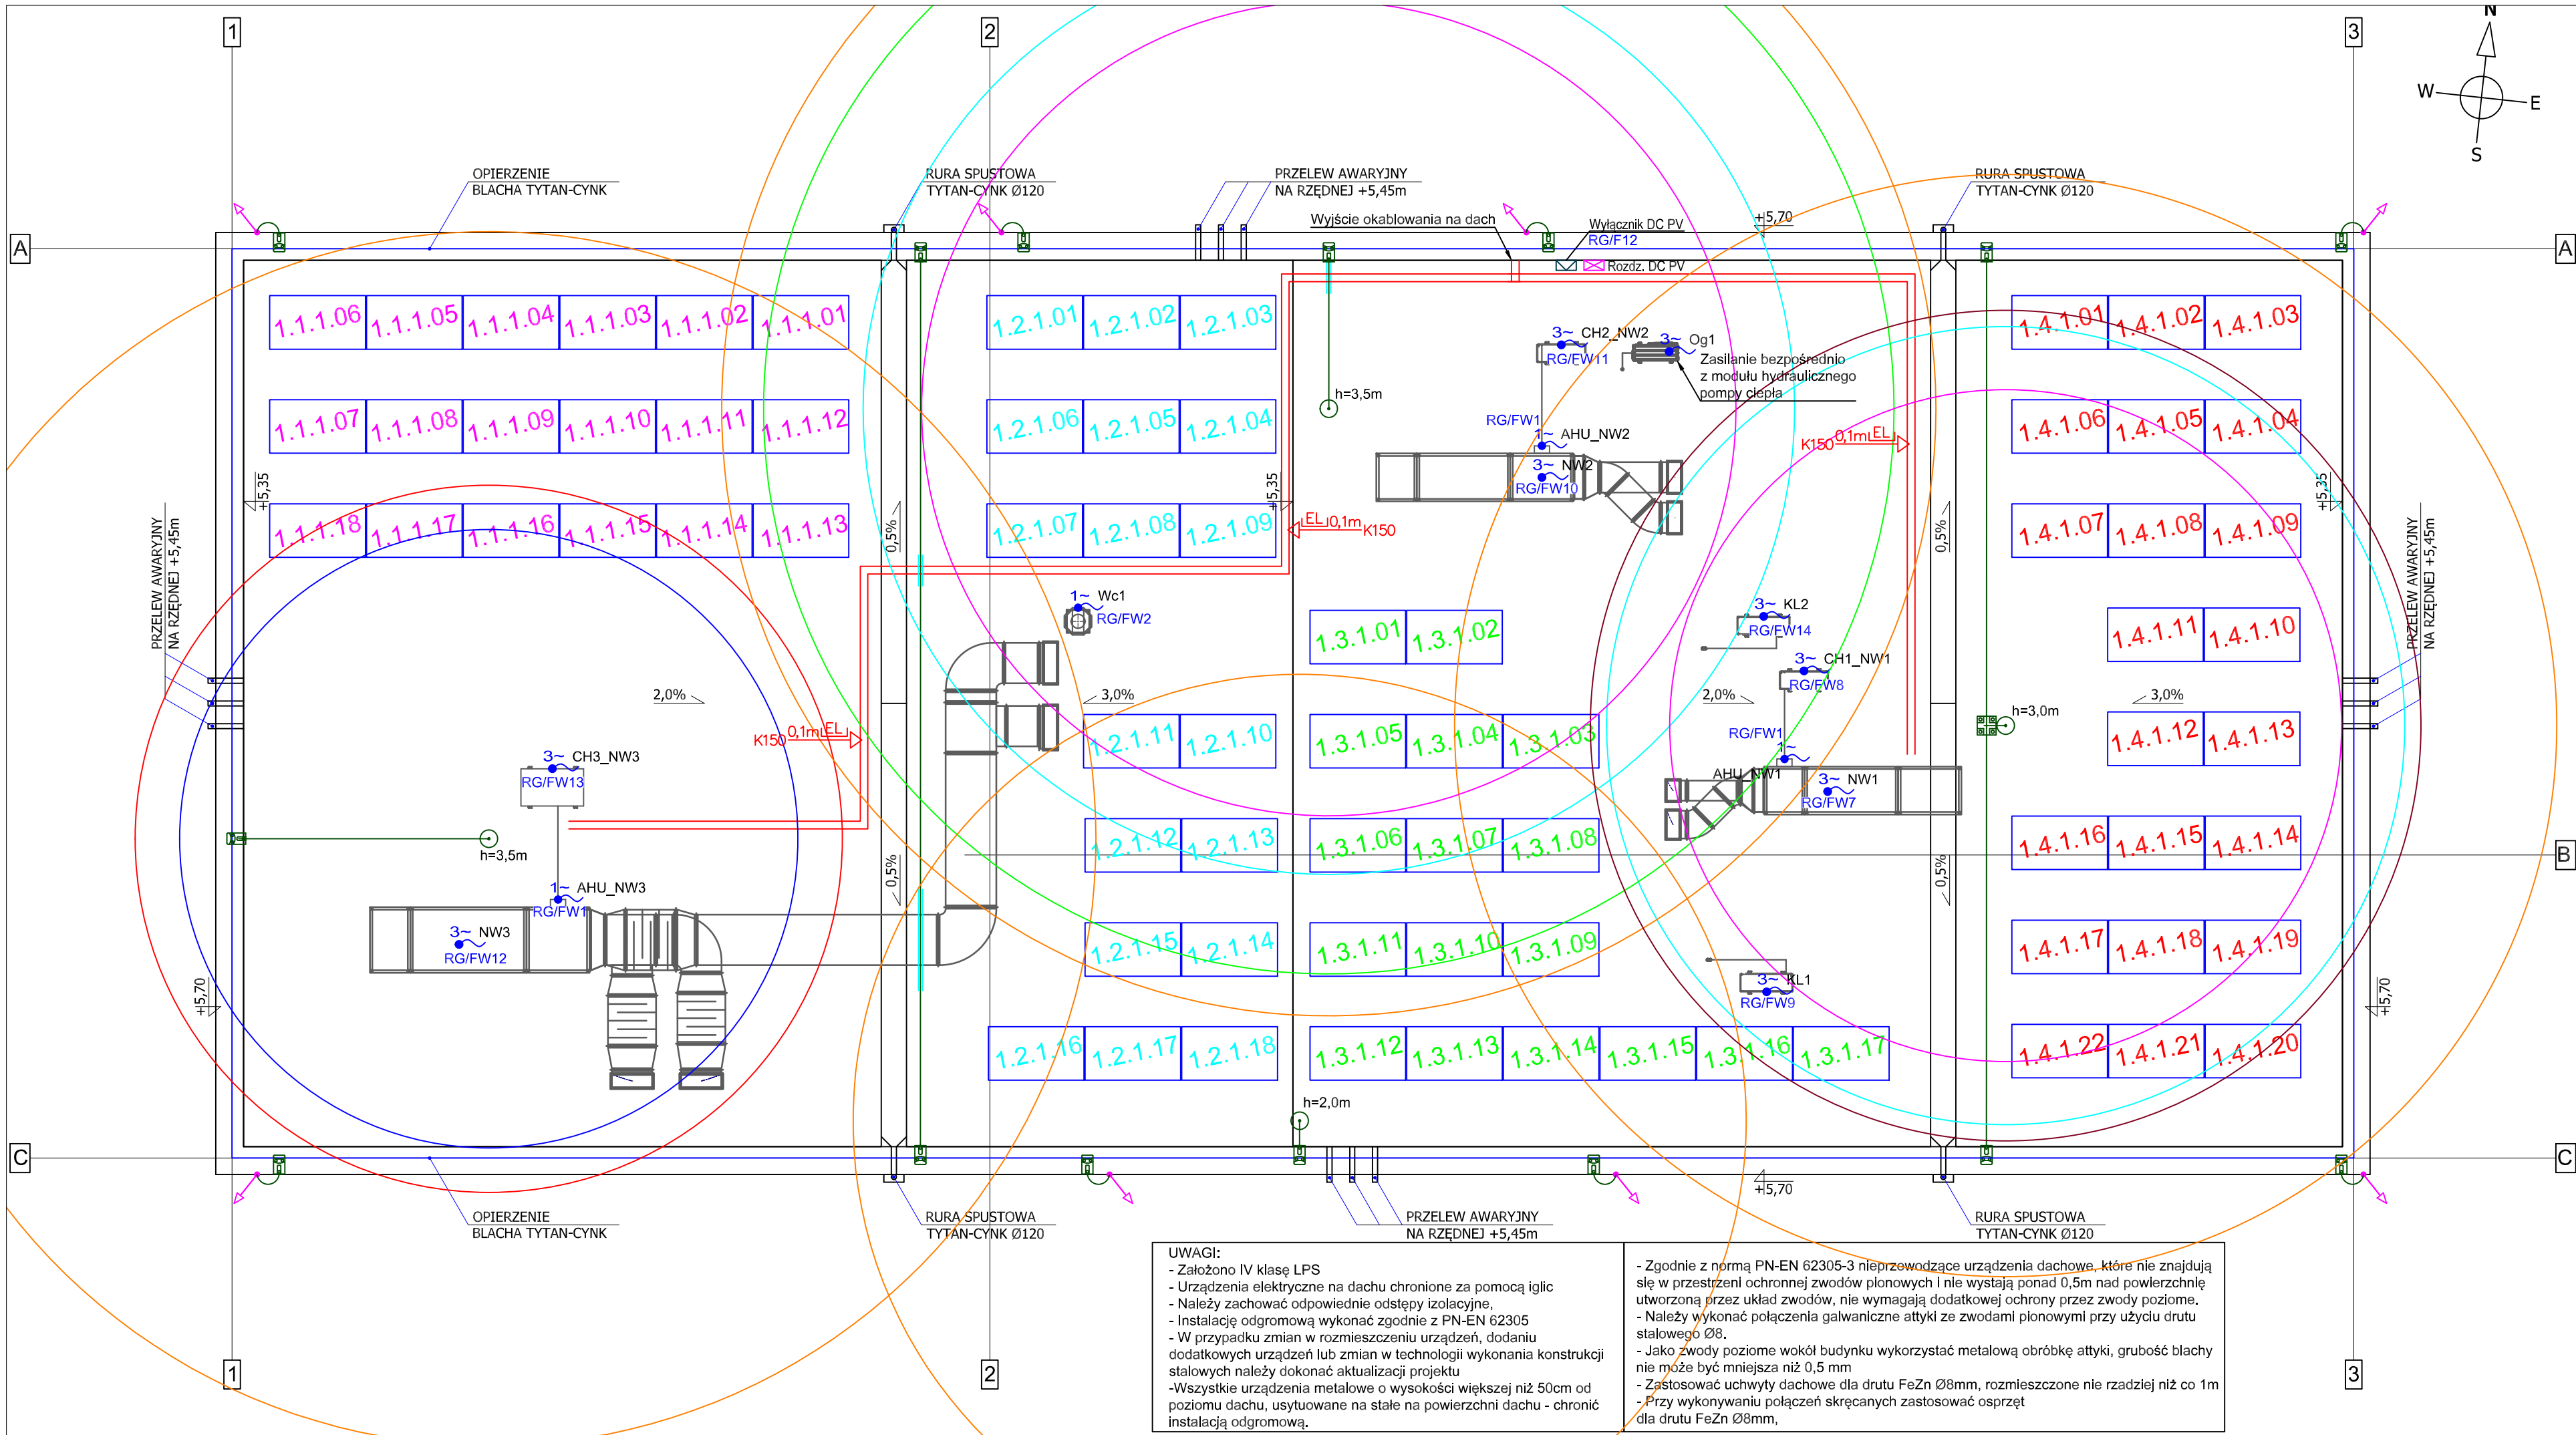 1
2
3
N
W
E
S
OPIERZENIE
BLACHA TYTAN-CYNK
RURA SPUSTOWA
TYTAN-CYNK Ø120
PRZELEW AWARYJNY
NA RZĘDNEJ +5,45m
RURA SPUSTOWA
TYTAN-CYNK Ø120
Wyjście okablowania na dach
Wyłącznik DC PV
RG/F12
+5,70
A
A
Rozdz. DC PV
1.1.1.06 1.1.1.05 1.1.1.04 1.1.1.03 1.1.1.02 1.1.1.01
1.2.1.01 1.2.1.02 1.2.1.03
1.4.1.01 1.4.1.02 1.4.1.03
3~ CH2_NW2
RG/FW11
3~ Og1
Zasilanie bezpośrednio
z modułu hydraulicznego
pompy ciepła
h=3,5m
1.1.1.07 1.1.1.08 1.1.1.09 1.1.1.10 1.1.1.11 1.1.1.12
1.2.1.06 1.2.1.05 1.2.1.04
1.4.1.06 1.4.1.05 1.4.1.04
RG/FW1
1~ AHU_NW2
K150 0,1m EL
3~ NW2
RG/FW10
+5,35
+5,35
+5,35
1.1.1.18 1.1.1.17 1.1.1.16 1.1.1.15 1.1.1.14 1.1.1.13
0,5%
1.2.1.07 1.2.1.08 1.2.1.09
EL 0,1m K150
0,5%
1.4.1.07 1.4.1.08 1.4.1.09
PRZELEW AWARYJNY
NA RZĘDNEJ +5,45m
PRZELEW AWARYJNY
NA RZĘDNEJ +5,45m
1~ Wc1
RG/FW2
1.3.1.01 1.3.1.02
3~ KL2
RG/FW14
1.4.1.11 1.4.1.10
3~ CH1_NW1
RG/FW8
2,0%
3,0%
2,0%
3,0%
h=3,0m
K150 0,1m EL
1.2.1.11 1.2.1.10
1.3.1.05 1.3.1.04 1.3.1.03
RG/FW1
1~
AHU_NW1
1.4.1.12 1.4.1.13
3~ CH3_NW3
RG/FW13
3~ NW1
RG/FW7
h=3,5m
1.2.1.12 1.2.1.13
1.3.1.06 1.3.1.07 1.3.1.08
1.4.1.16 1.4.1.15 1.4.1.14
B
0,5%
0,5%
1~ AHU_NW3
RG/FW1
3~ NW3
RG/FW12
1.2.1.15 1.2.1.14
1.3.1.11 1.3.1.10 1.3.1.09
1.4.1.17 1.4.1.18 1.4.1.19
+5,70
3~ KL1
RG/FW9
+5,70
1.2.1.16 1.2.1.17 1.2.1.18
1.3.1.12 1.3.1.13 1.3.1.14 1.3.1.15 1.3.1.16 1.3.1.17
1.4.1.22 1.4.1.21 1.4.1.20
h=2,0m
C
C
+5,70
OPIERZENIE
BLACHA TYTAN-CYNK
RURA SPUSTOWA
TYTAN-CYNK Ø120
PRZELEW AWARYJNY
NA RZĘDNEJ +5,45m
RURA SPUSTOWA
TYTAN-CYNK Ø120
UWAGI:
- Założono IV klasę LPS
- Urządzenia elektryczne na dachu chronione za pomocą iglic
- Należy zachować odpowiednie odstępy izolacyjne,
- Instalację odgromową wykonać zgodnie z PN-EN 62305
- W przypadku zmian w rozmieszczeniu urządzeń, dodaniu
dodatkowych urządzeń lub zmian w technologii wykonania konstrukcji
stalowych należy dokonać aktualizacji projektu
-Wszystkie urządzenia metalowe o wysokości większej niż 50cm od
poziomu dachu, usytuowane na stałe na powierzchni dachu - chronić
instalacją odgromową.
- Zgodnie z normą PN-EN 62305-3 nieprzewodzące urządzenia dachowe, które nie znajdują
się w przestrzeni ochronnej zwodów pionowych i nie wystają ponad 0,5m nad powierzchnię
utworzoną przez układ zwodów, nie wymagają dodatkowej ochrony przez zwody poziome.
- Należy wykonać połączenia galwaniczne attyki ze zwodami pionowymi przy użyciu drutu
stalowego Ø8.
- Jako zwody poziome wokół budynku wykorzystać metalową obróbkę attyki, grubość blachy
nie może być mniejsza niż 0,5 mm
- Zastosować uchwyty dachowe dla drutu FeZn Ø8mm, rozmieszczone nie rzadziej niż co 1m
- Przy wykonywaniu połączeń skręcanych zastosować osprzęt
dla drutu FeZn Ø8mm,
1
2
3